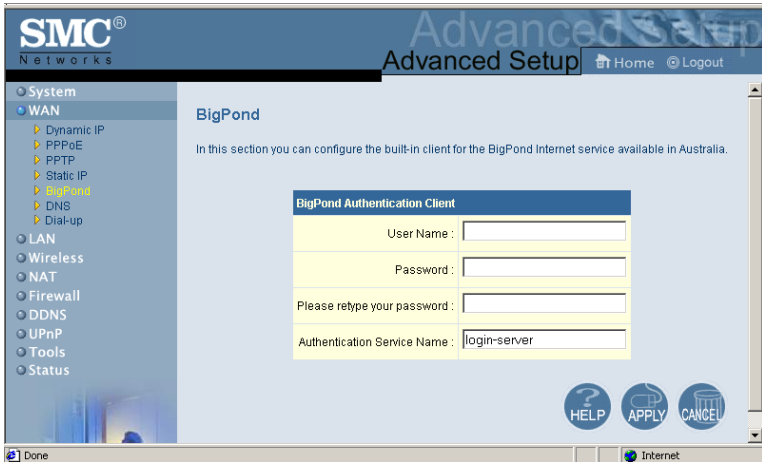 SMC®
Networks
Advanced Setup
Advanced Setup
Home
Logout
System
WAN
Dynamic IP
PPPoE
PPTP
Static IP
BigPond
DNS
Dial-up
LAN
Wireless
NAT
Firewall
DDNS
UPnP
Tools
Status
BigPond
In this section you can configure the built-in client for the BigPond Internet service available in Australia.
BigPond Authentication Client
User Name :
Password :
Please retype your password :
Authentication Service Name : login-server
HELP
APPLY
CANCEL
Done
Internet